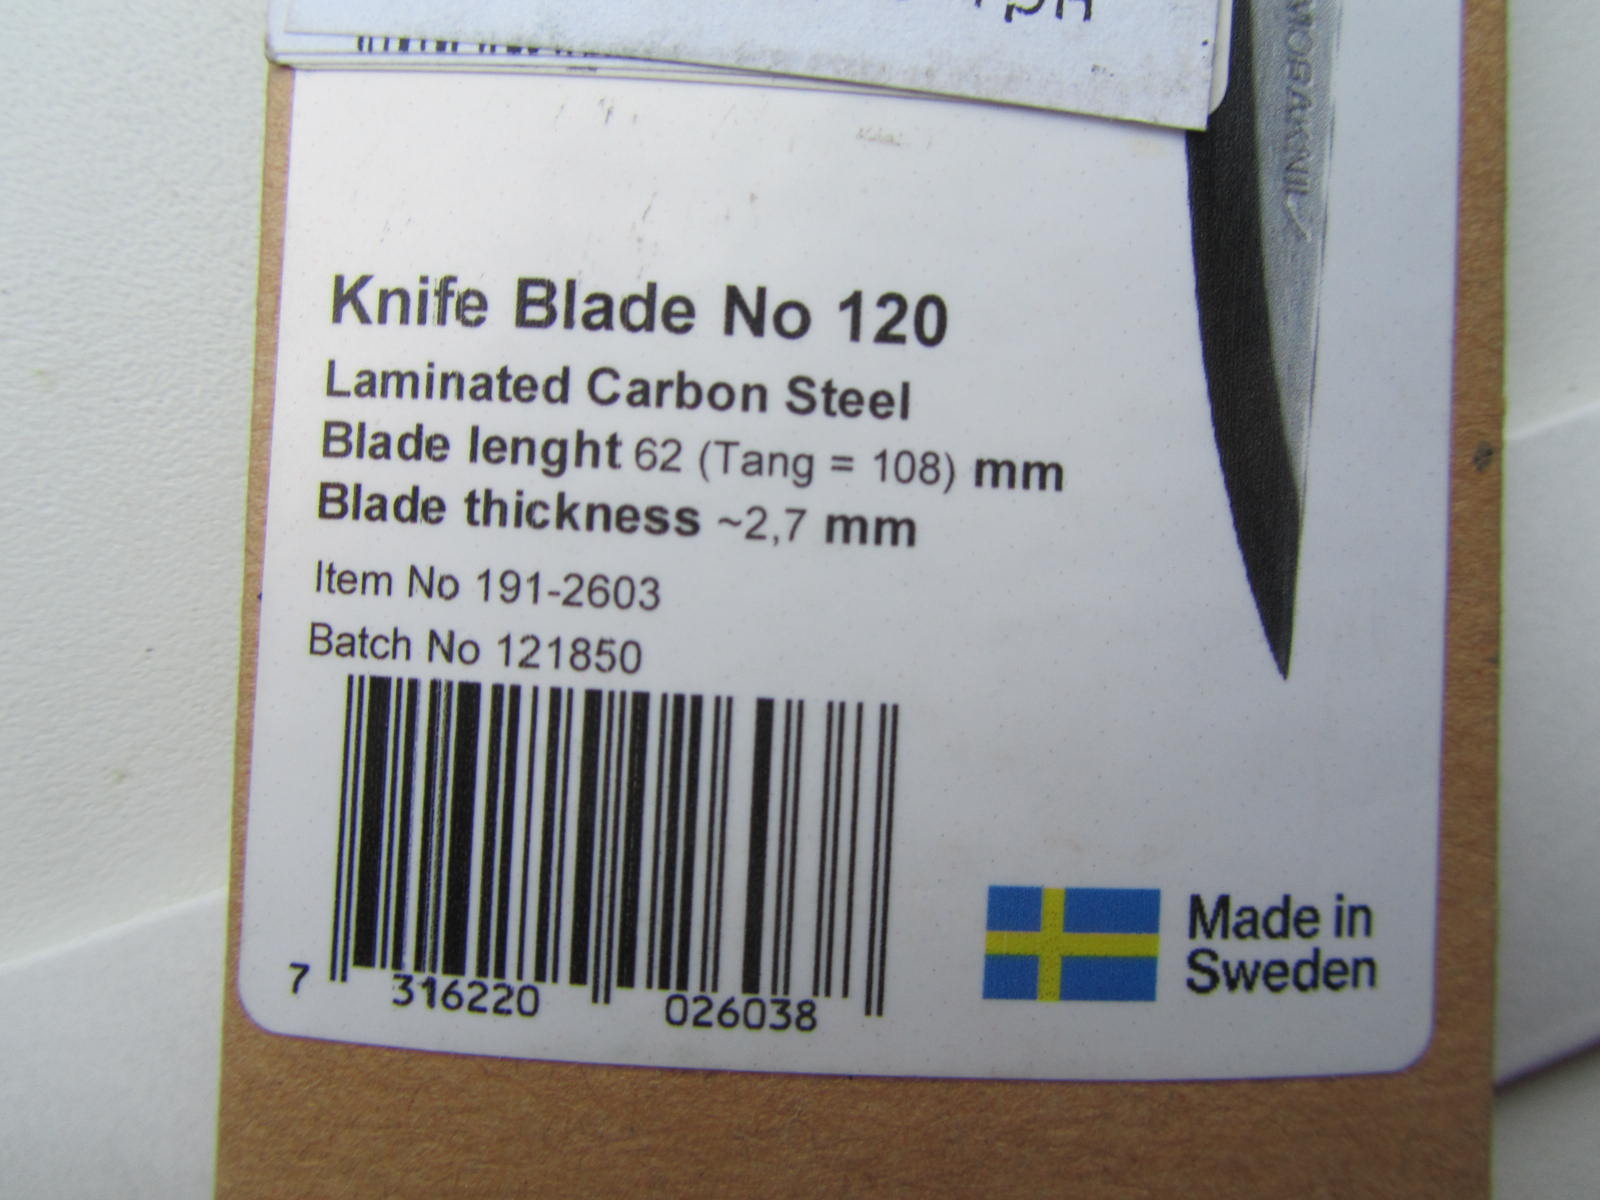 Knife Blade No 120
Laminated Carbon Steel
Blade lenght 62 (Tang = 108) mm
Blade thickness ~2,7 mm
Item No 191-2603
Batch No 121850
7 316220 026038
Made in
Sweden